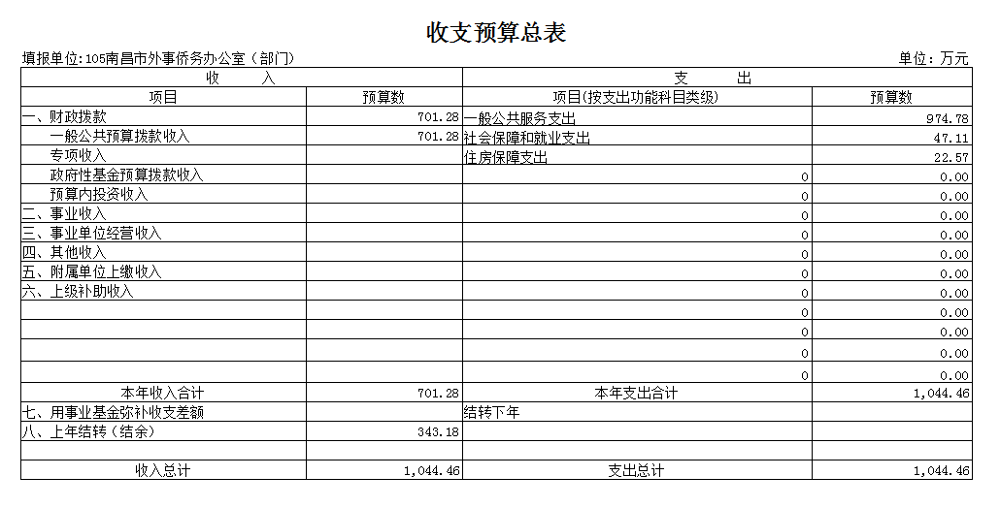 收支预算总表
填报单位:105南昌市外事侨务办公室（部门） 单位：万元
收 入 支 出
项目 预算数 项目(按支出功能科目类级) 预算数
一、财政拨款 701.28 一般公共服务支出 974.78
一般公共预算拨款收入 701.28 社会保障和就业支出 47.11
专项收入 住房保障支出 22.57
政府性基金预算拨款收入 0 0.00
预算内投资收入 0 0.00
二、事业收入 0 0.00
三、事业单位经营收入 0 0.00
四、其他收入 0 0.00
五、附属单位上缴收入 0 0.00
六、上级补助收入 0 0.00
0 0.00
0 0.00
0 0.00
0 0.00
本年收入合计 701.28 本年支出合计 1,044.46
七、用事业基金弥补收支差额 结转下年
八、上年结转（结余） 343.18
收入总计 1,044.46 支出总计 1,044.46